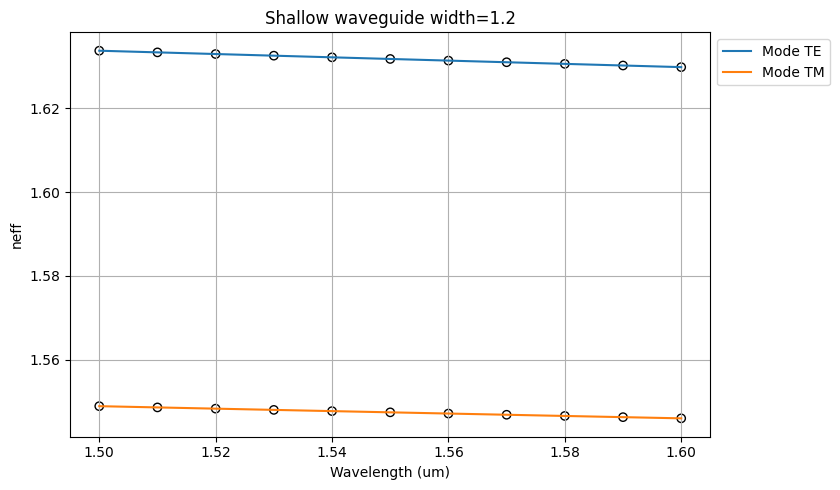 Shallow waveguide width=1.2
Mode TE
Mode TM
1.62
1.60
1.58
1.56
neff
1.50 1.52 1.54 1.56 1.58 1.60
Wavelength (um)